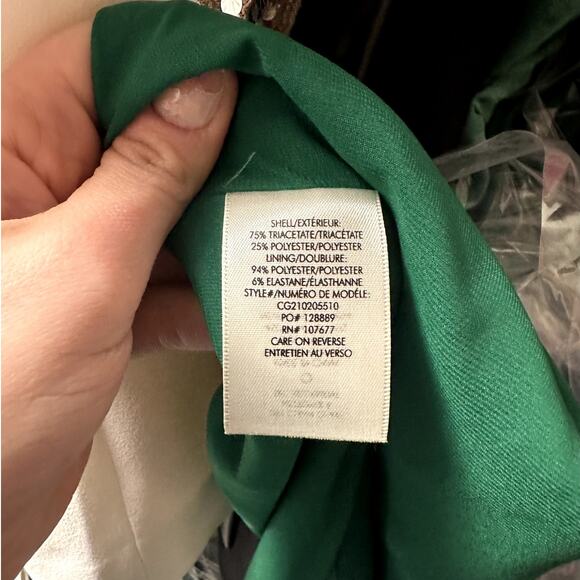 SHELL/EXTÉRIEUR:
75% TRIACETATE/TRIACÉTATE
25% POLYESTER/POLYESTER
LINING/DOUBLURE:
94% POLYESTER/POLYESTER
6% ELASTANE/ÉLASTHANNE
STYLE#/NUMÉRO DE MODÈLE:
CG210205510
PO# 128889
RN# 107677
CARE ON REVERSE
ENTRETIEN AU VERSO